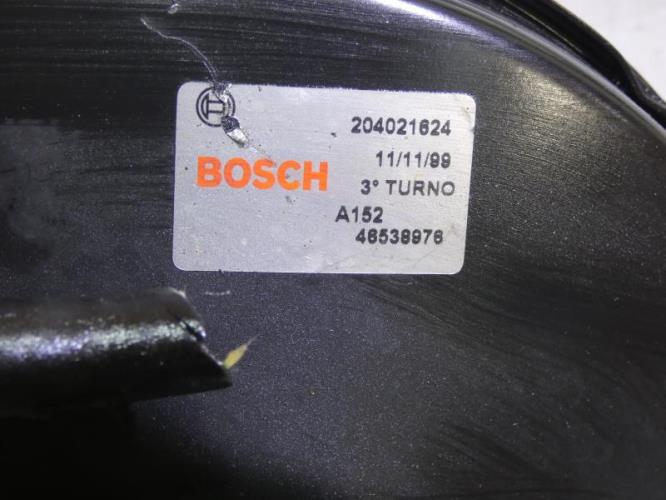 204021624
BOSCH
11/11/99
3° TURNO
A152
46538976